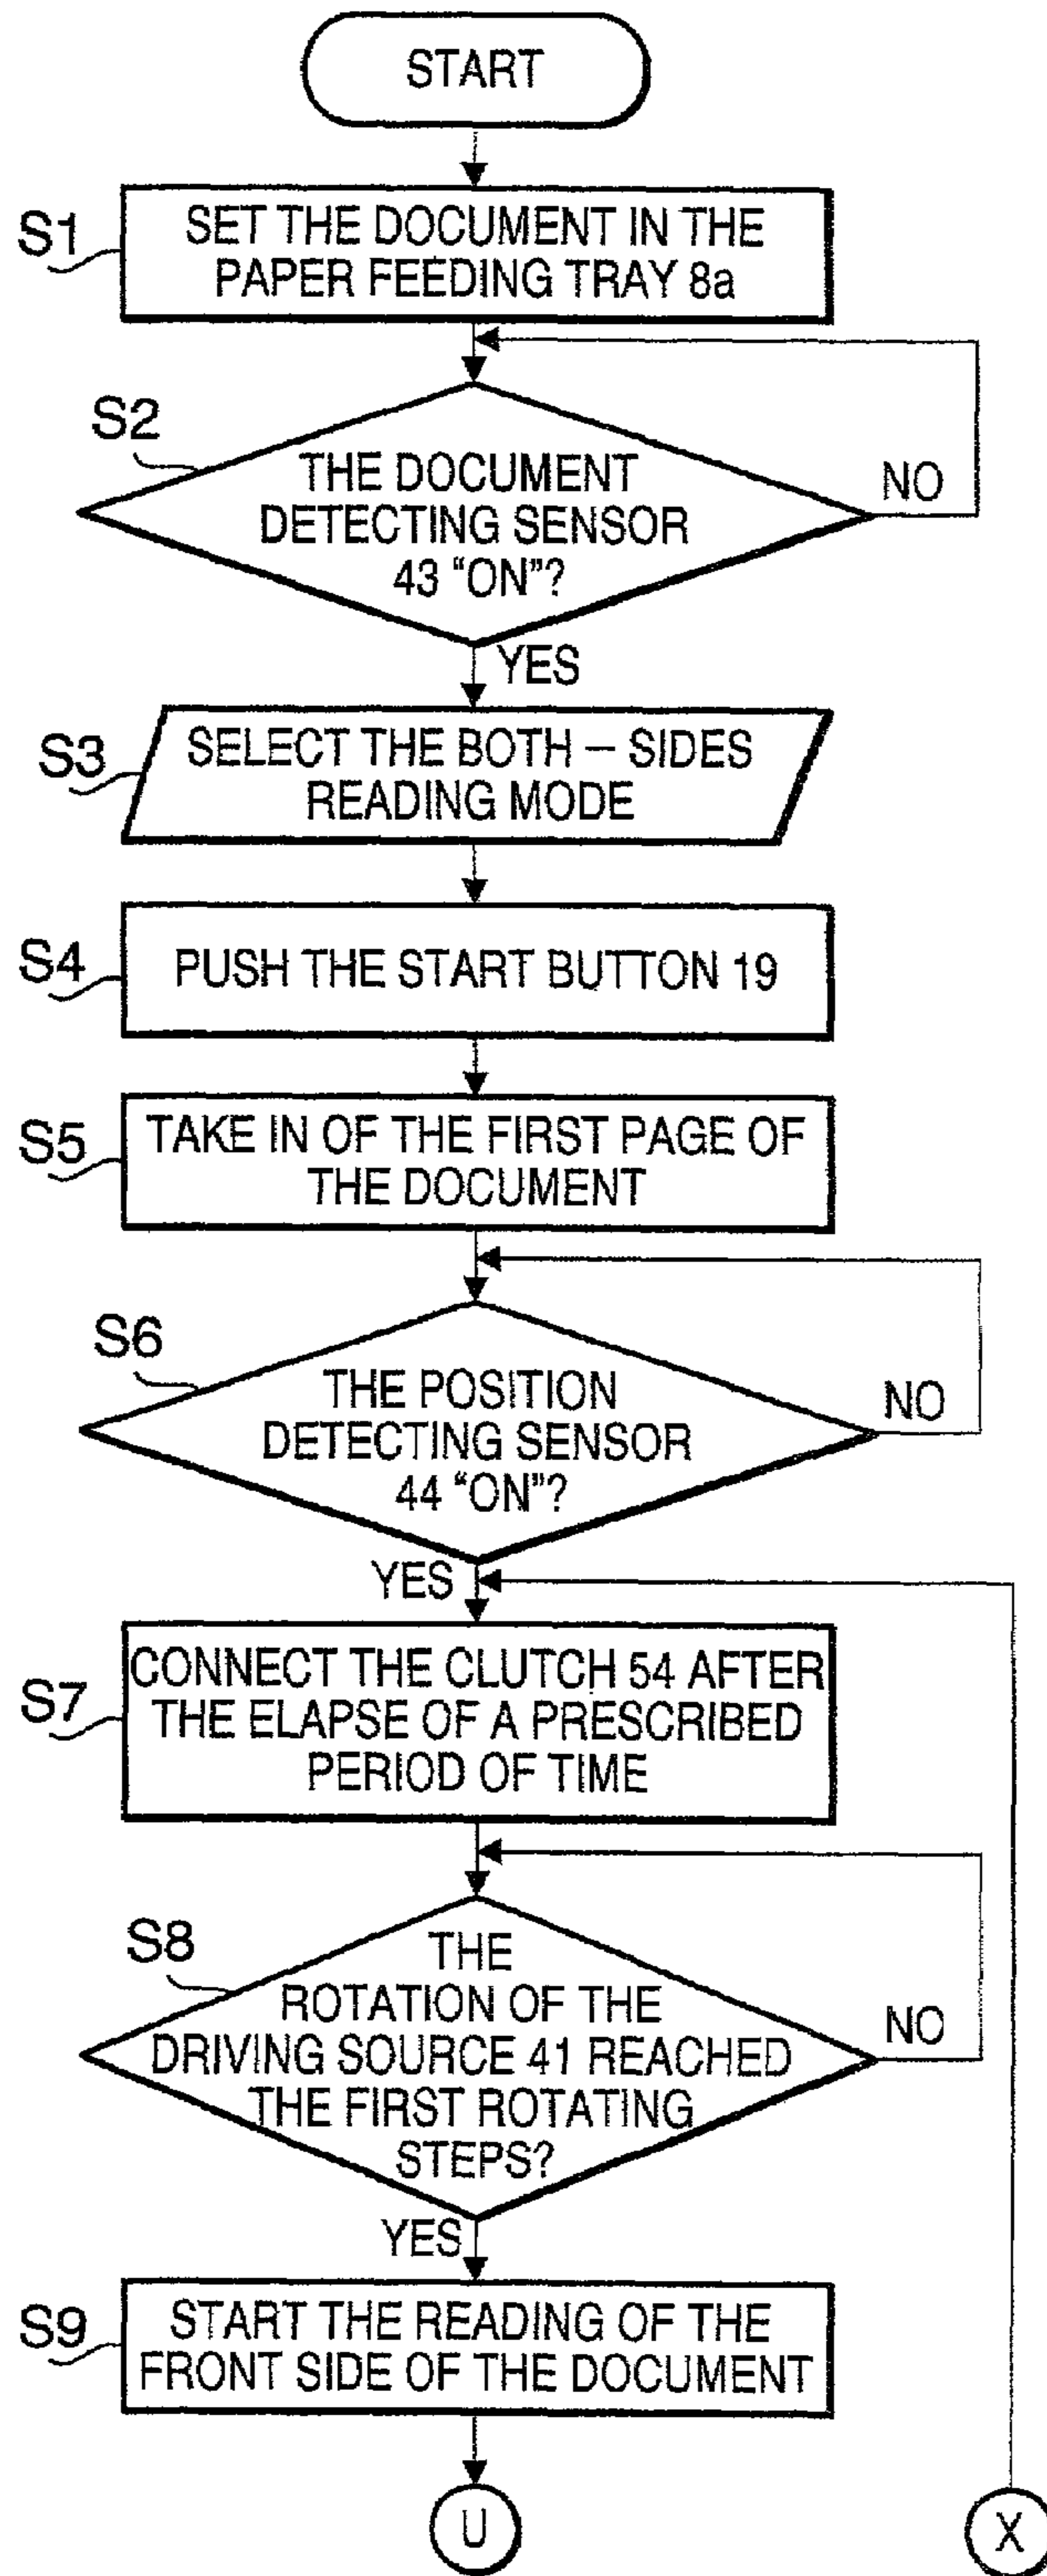 START
S1
SET THE DOCUMENT IN THE
PAPER FEEDING TRAY 8a
S2
THE DOCUMENT
DETECTING SENSOR
43 “ON”?
NO
YES
S3
SELECT THE BOTH – SIDES
READING MODE
S4
PUSH THE START BUTTON 19
S5
TAKE IN OF THE FIRST PAGE OF
THE DOCUMENT
S6
THE POSITION
DETECTING SENSOR
44 “ON”?
NO
YES
S7
CONNECT THE CLUTCH 54 AFTER
THE ELAPSE OF A PRESCRIBED
PERIOD OF TIME
S8
THE
ROTATION OF THE
DRIVING SOURCE 41 REACHED
THE FIRST ROTATING
STEPS?
NO
YES
S9
START THE READING OF THE
FRONT SIDE OF THE DOCUMENT
U
X